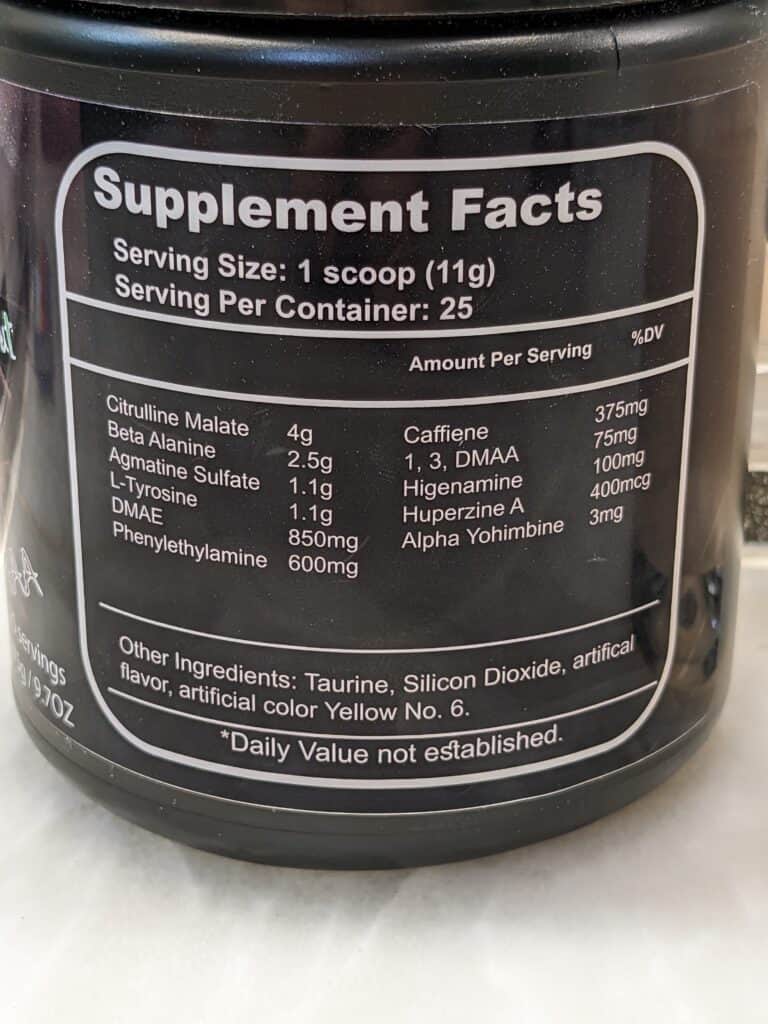 Supplement Facts
Serving Size: 1 scoop (11g)
Serving Per Container: 25
Amount Per Serving %DV
Citrulline Malate 4g
Beta Alanine 2.5g
Agmatine Sulfate 1.1g
L-Tyrosine 1.1g
DMAE 850mg
Phenylethylamine 600mg
Caffiene 375mg
1, 3, DMAA 75mg
Higenamine 100mg
Huperzine A 400mcg
Alpha Yohimbine 3mg
Other Ingredients: Taurine, Silicon Dioxide, artifical
flavor, artificial color Yellow No. 6.
*Daily Value not established.
servings
g/9.7OZ